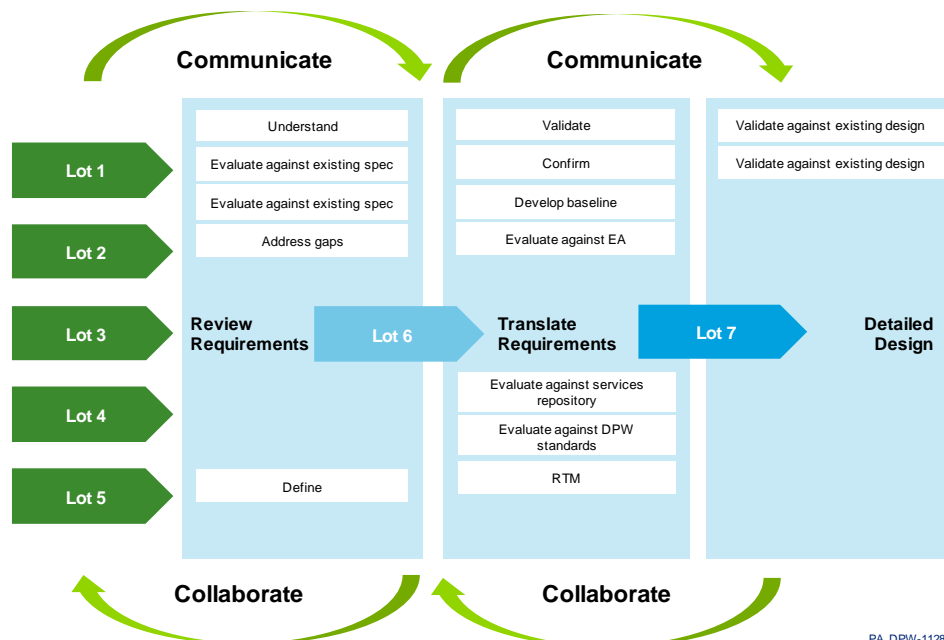 Communicate
Communicate
Lot 1
Lot 2
Lot 3
Lot 4
Lot 5
Understand
Evaluate against existing spec
Evaluate against existing spec
Address gaps
Review
Requirements
Define
Lot 6
Validate
Confirm
Develop baseline
Evaluate against EA
Translate
Requirements
Evaluate against services
repository
Evaluate against DPW
standards
RTM
Lot 7
Validate against existing design
Validate against existing design
Detailed
Design
Collaborate
Collaborate
PA_DPW-1128